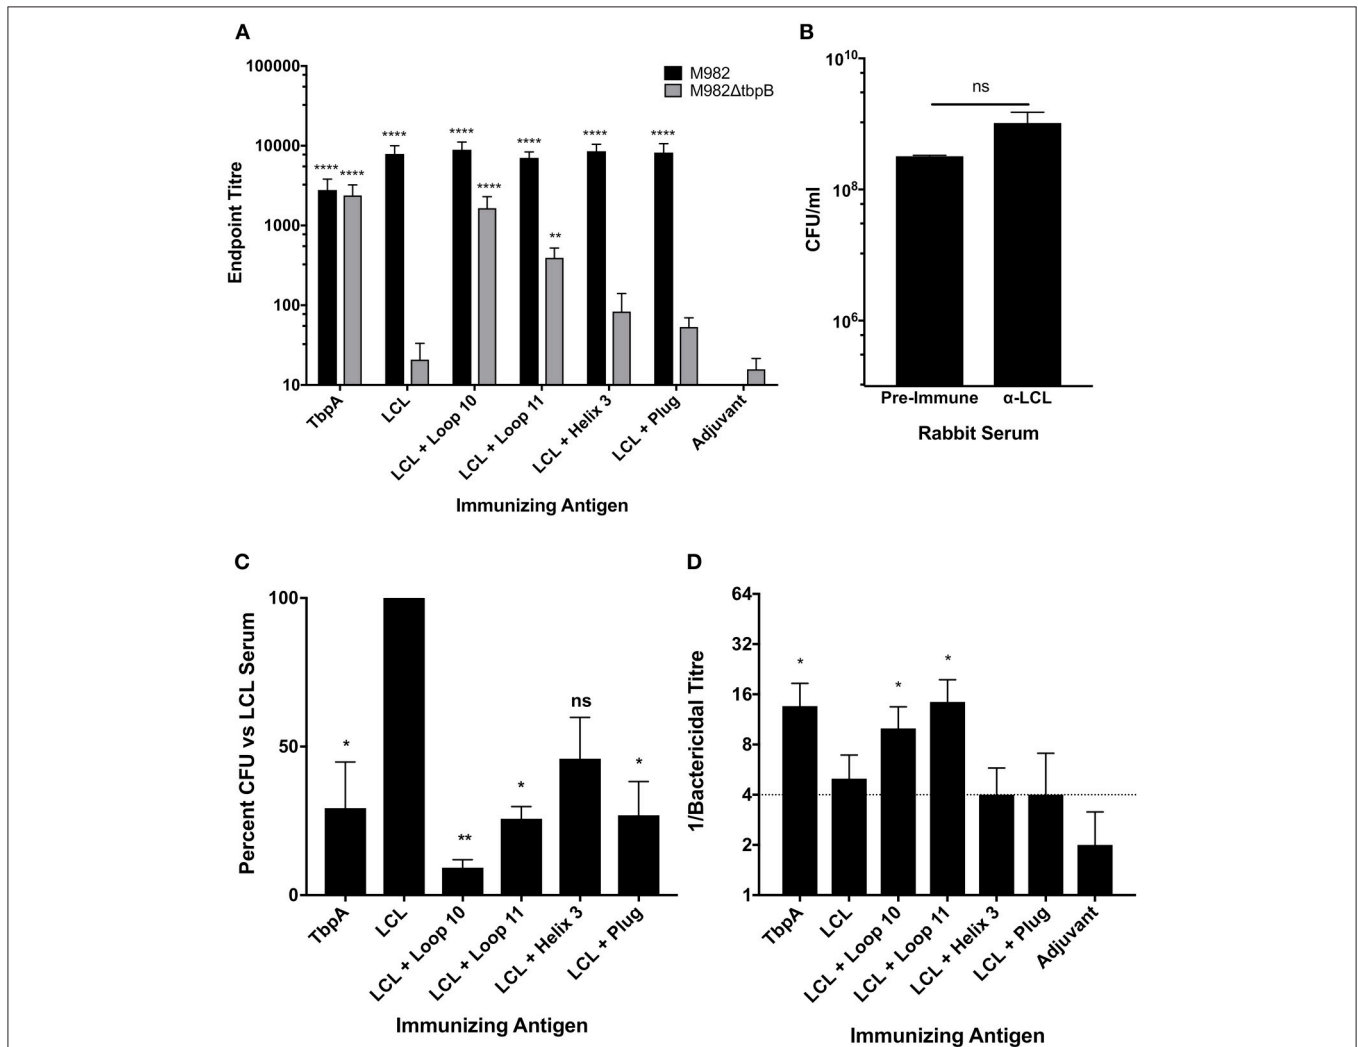 A
100000
10000
1000
100
10
Endpoint Titre
M982
M982ΔtbpB
**** ****
****
**** ****
**** **
****
****
TbpA
LCL
LCL + Loop 10
LCL + Loop 11
LCL + Helix 3
LCL + Plug
Adjuvant
Immunizing Antigen
B
10^10
10^8
10^6
CFU/ml
ns
Pre-Immune α-LCL
Rabbit Serum
C
100
50
0
Percent CFU vs LCL Serum
*
**
*
ns
*
TbpA
LCL
LCL + Loop 10
LCL + Loop 11
LCL + Helix 3
LCL + Plug
Immunizing Antigen
D
64
32
16
8
4
2
1
1/Bactericidal Titre
*
*
*
TbpA
LCL
LCL + Loop 10
LCL + Loop 11
LCL + Helix 3
LCL + Plug
Adjuvant
Immunizing Antigen